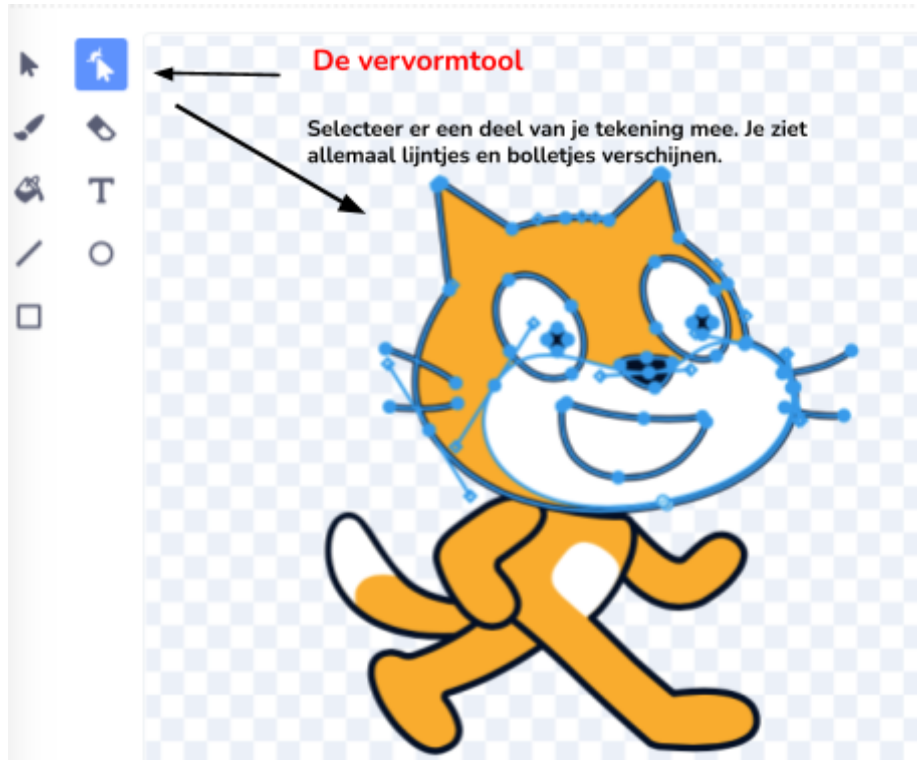 De vervormtool
Selecteer er een deel van je tekening mee. Je ziet
allemaal lijntjes en bolletjes verschijnen.
T